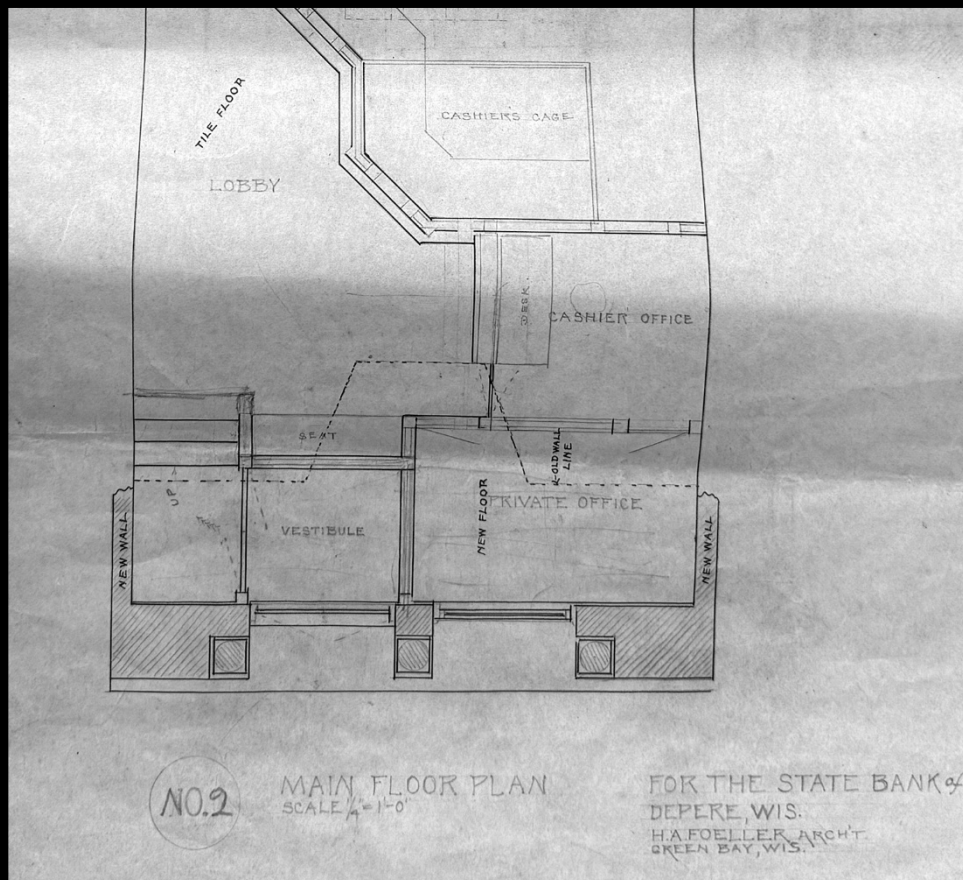 TILE FLOOR
CASHIERS CAGE
LOBBY
DESK
CASHIER OFFICE
SEAT
OLD WALL
LINE
UP
NEW FLOOR
PRIVATE OFFICE
VESTIBULE
NEW WALL
NEW WALL
NO.2
MAIN FLOOR PLAN
SCALE 1/4"=1'-0"
FOR THE STATE BANK of
DEPERE, WIS.
H.A. FOELLER ARCH'T.
GREEN BAY, WIS.